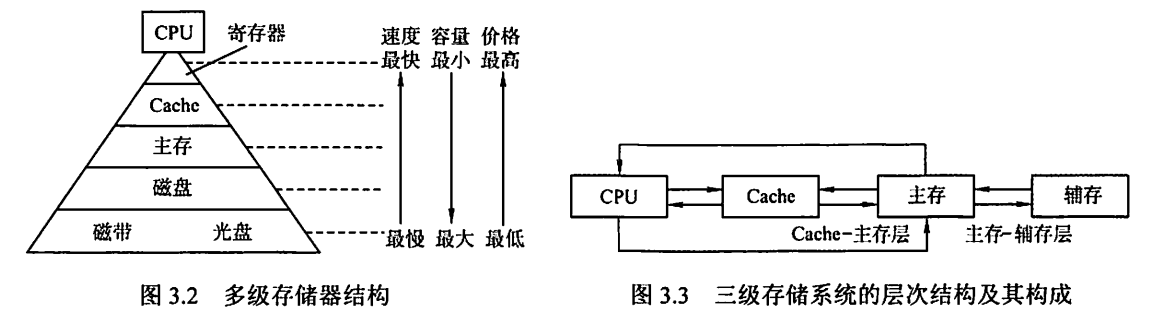 CPU
寄存器
速度 容量 价格
最快 最小 最高
Cache
主存
磁盘
磁带 光盘
最慢 最大 最低
图 3.2 多级存储器结构
CPU
Cache
主存
辅存
Cache-主存层
主存-辅存层
图 3.3 三级存储系统的层次结构及其构成